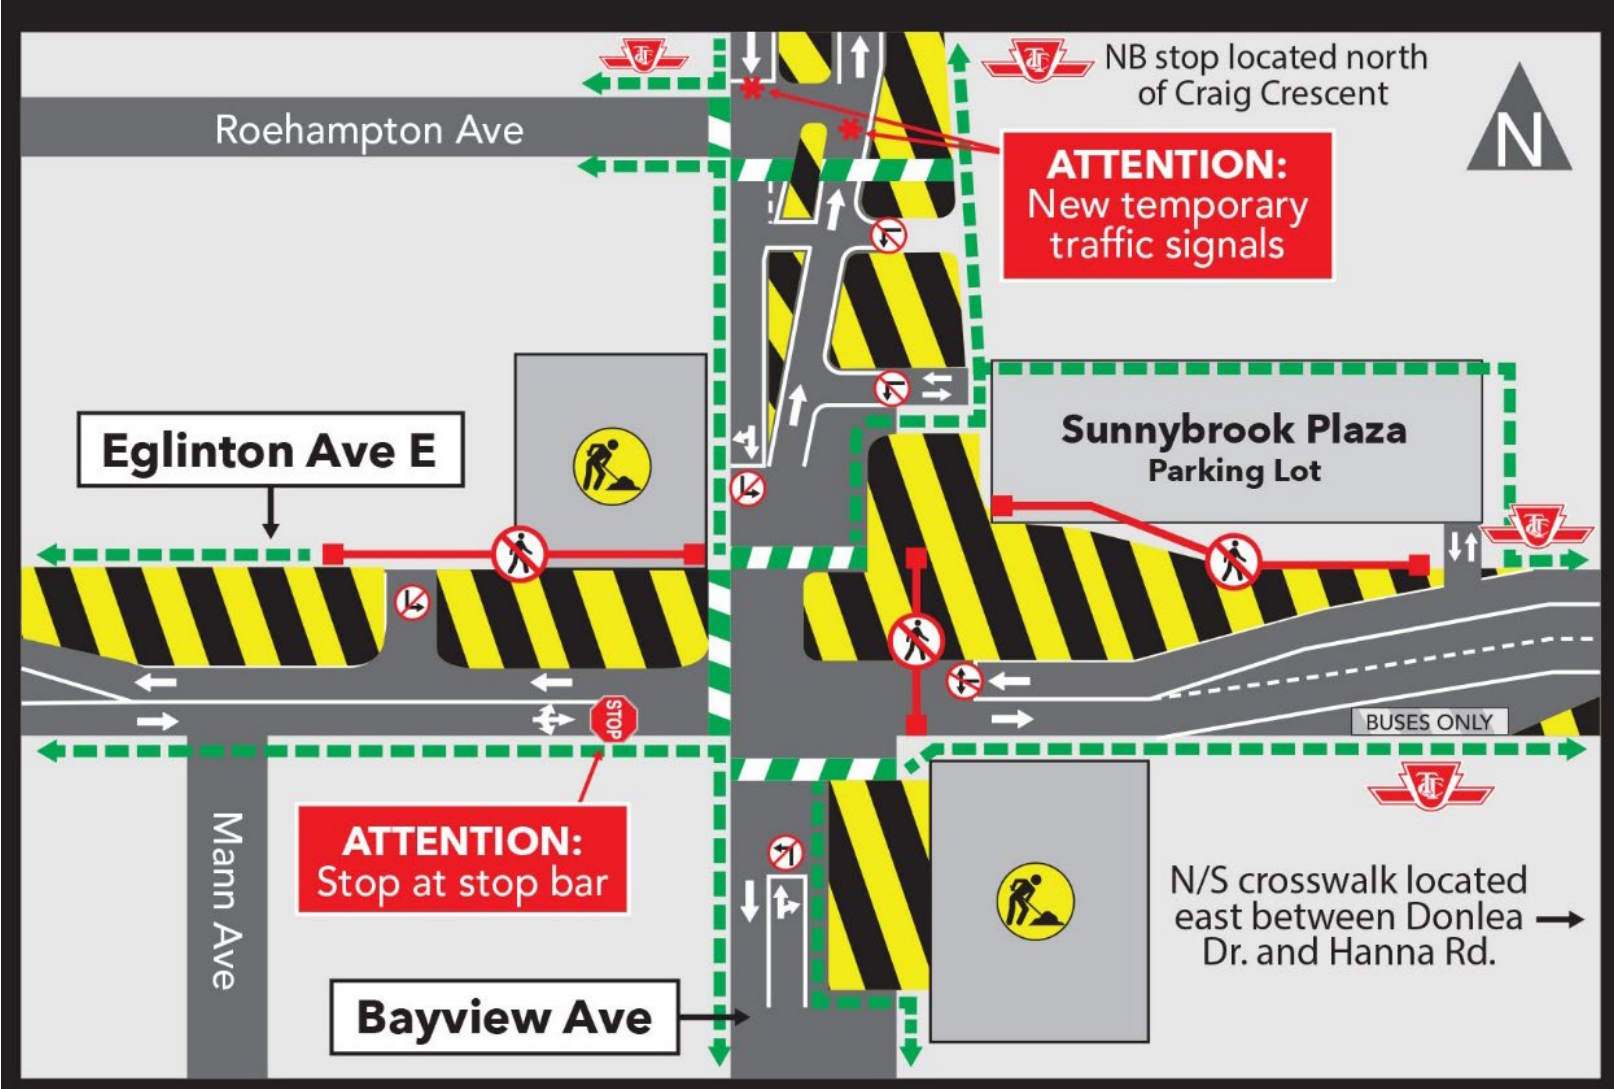 NB stop located north
of Craig Crescent
N
Roehampton Ave
ATTENTION:
New temporary
traffic signals
Eglinton Ave E
Sunnybrook Plaza
Parking Lot
STOP
BUSES ONLY
ATTENTION:
Stop at stop bar
Mann Ave
N/S crosswalk located
east between Donlea
Dr. and Hanna Rd.
Bayview Ave